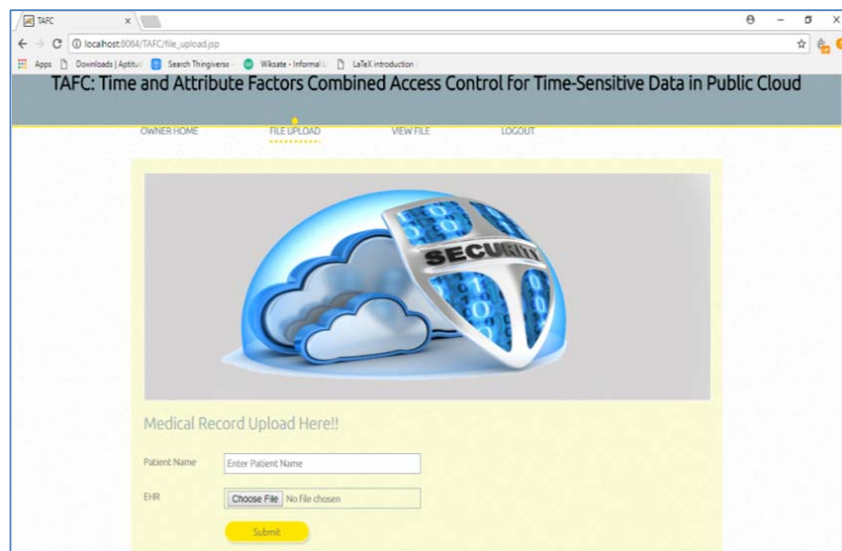 TAFC
localhost:8084/TAFC/file_upload.jsp
Apps Downloads | Aptitu Search Thingiverse Wiksate - Informal LaTeX introduction
TAFC: Time and Attribute Factors Combined Access Control for Time-Sensitive Data in Public Cloud
OWNER HOME FILE UPLOAD VIEW FILE LOGOUT
SECURITY
Medical Record Upload Here!!
Patient Name Enter Patient Name
EHR Choose File No file chosen
Submit